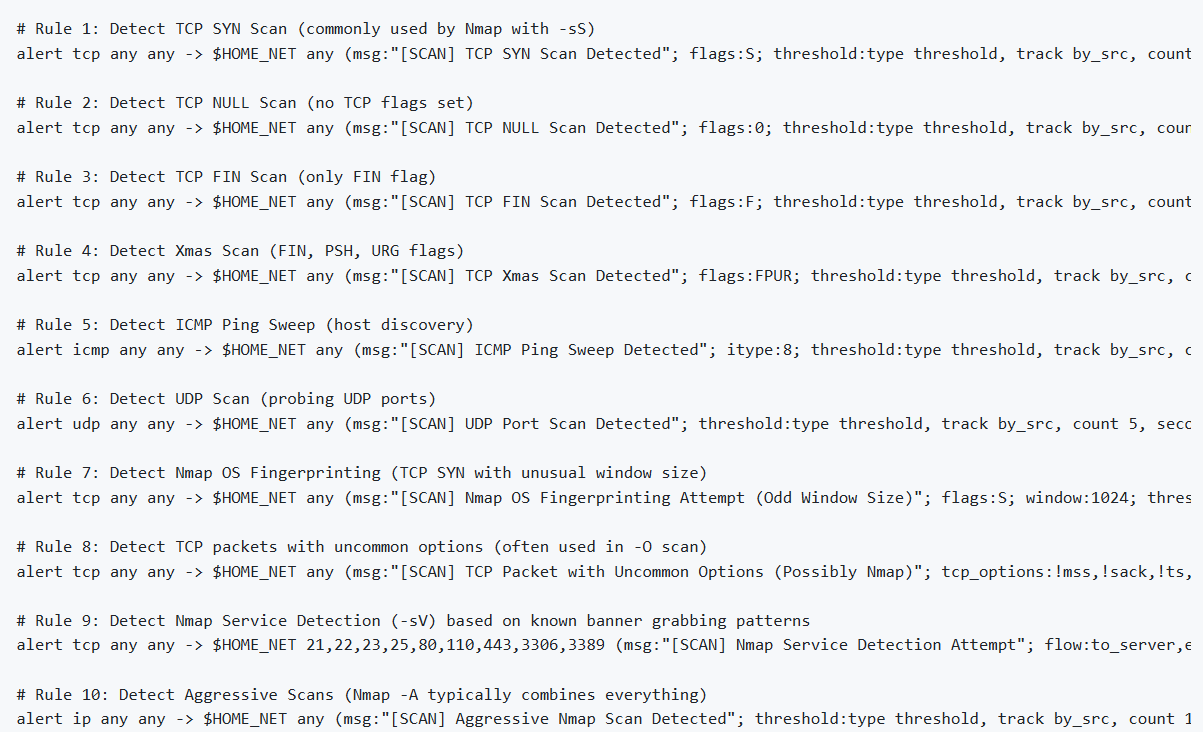 # Rule 1: Detect TCP SYN Scan (commonly used by Nmap with -sS)
alert tcp any any -> $HOME_NET any (msg:"[SCAN] TCP SYN Scan Detected"; flags:S; threshold:type threshold, track by_src, count
# Rule 2: Detect TCP NULL Scan (no TCP flags set)
alert tcp any any -> $HOME_NET any (msg:"[SCAN] TCP NULL Scan Detected"; flags:0; threshold:type threshold, track by_src, coun
# Rule 3: Detect TCP FIN Scan (only FIN flag)
alert tcp any any -> $HOME_NET any (msg:"[SCAN] TCP FIN Scan Detected"; flags:F; threshold:type threshold, track by_src, count
# Rule 4: Detect Xmas Scan (FIN, PSH, URG flags)
alert tcp any any -> $HOME_NET any (msg:"[SCAN] TCP Xmas Scan Detected"; flags:FPUR; threshold:type threshold, track by_src, c
# Rule 5: Detect ICMP Ping Sweep (host discovery)
alert icmp any any -> $HOME_NET any (msg:"[SCAN] ICMP Ping Sweep Detected"; itype:8; threshold:type threshold, track by_src, c
# Rule 6: Detect UDP Scan (probing UDP ports)
alert udp any any -> $HOME_NET any (msg:"[SCAN] UDP Port Scan Detected"; threshold:type threshold, track by_src, count 5, seco
# Rule 7: Detect Nmap OS Fingerprinting (TCP SYN with unusual window size)
alert tcp any any -> $HOME_NET any (msg:"[SCAN] Nmap OS Fingerprinting Attempt (Odd Window Size)"; flags:S; window:1024; thres
# Rule 8: Detect TCP packets with uncommon options (often used in -O scan)
alert tcp any any -> $HOME_NET any (msg:"[SCAN] TCP Packet with Uncommon Options (Possibly Nmap)"; tcp_options:!mss,!sack,!ts,
# Rule 9: Detect Nmap Service Detection (-sV) based on known banner grabbing patterns
alert tcp any any -> $HOME_NET 21,22,23,25,80,110,443,3306,3389 (msg:"[SCAN] Nmap Service Detection Attempt"; flow:to_server,e
# Rule 10: Detect Aggressive Scans (Nmap -A typically combines everything)
alert ip any any -> $HOME_NET any (msg:"[SCAN] Aggressive Nmap Scan Detected"; threshold:type threshold, track by_src, count 1